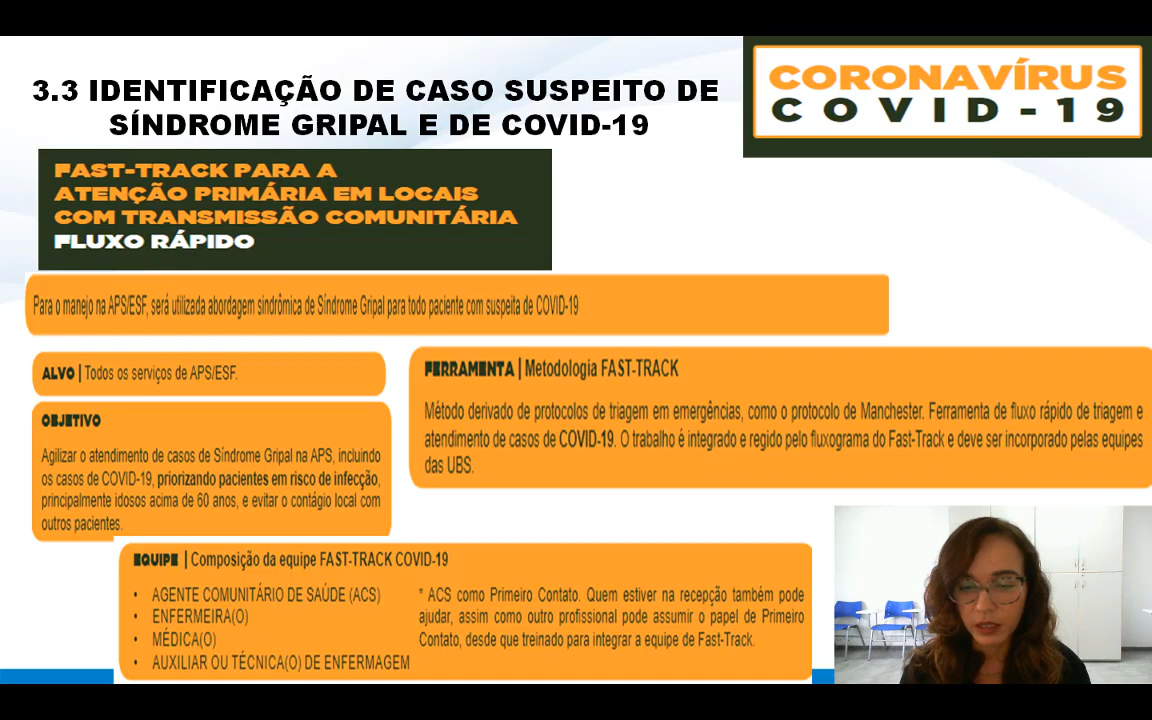 3.3 IDENTIFICAÇÃO DE CASO SUSPEITO DE
SÍNDROME GRIPAL E DE COVID-19
CORONAVÍRUS
COVID-19
FAST-TRACK PARA A
ATENÇÃO PRIMÁRIA EM LOCAIS
COM TRANSMISSÃO COMUNITÁRIA
FLUXO RÁPIDO
Para o manejo na APS/ESF, será utilizada abordagem sindrômica de Síndrome Gripal para todo paciente com suspeita de COVID-19
ALVO | Todos os serviços de APS/ESF.
OBJETIVO
Agilizar o atendimento de casos de Síndrome Gripal na APS, incluindo
os casos de COVID-19, priorizando pacientes em risco de infecção,
principalmente idosos acima de 60 anos, e evitar o contágio local com
outros pacientes.
FERRAMENTA | Metodologia FAST-TRACK
Método derivado de protocolos de triagem em emergências, como o protocolo de Manchester. Ferramenta de fluxo rápido de triagem e
atendimento de casos de COVID-19. O trabalho é integrado e regido pelo fluxograma do Fast-Track e deve ser incorporado pelas equipes
das UBS.
EQUIPE | Composição da equipe FAST-TRACK COVID-19
• AGENTE COMUNITÁRIO DE SAÚDE (ACS)
• ENFERMEIRA(O)
• MÉDICA(O)
• AUXILIAR OU TÉCNICA(O) DE ENFERMAGEM
* ACS como Primeiro Contato. Quem estiver na recepção também pode
ajudar, assim como outro profissional pode assumir o papel de Primeiro
Contato, desde que treinado para integrar a equipe de Fast-Track.